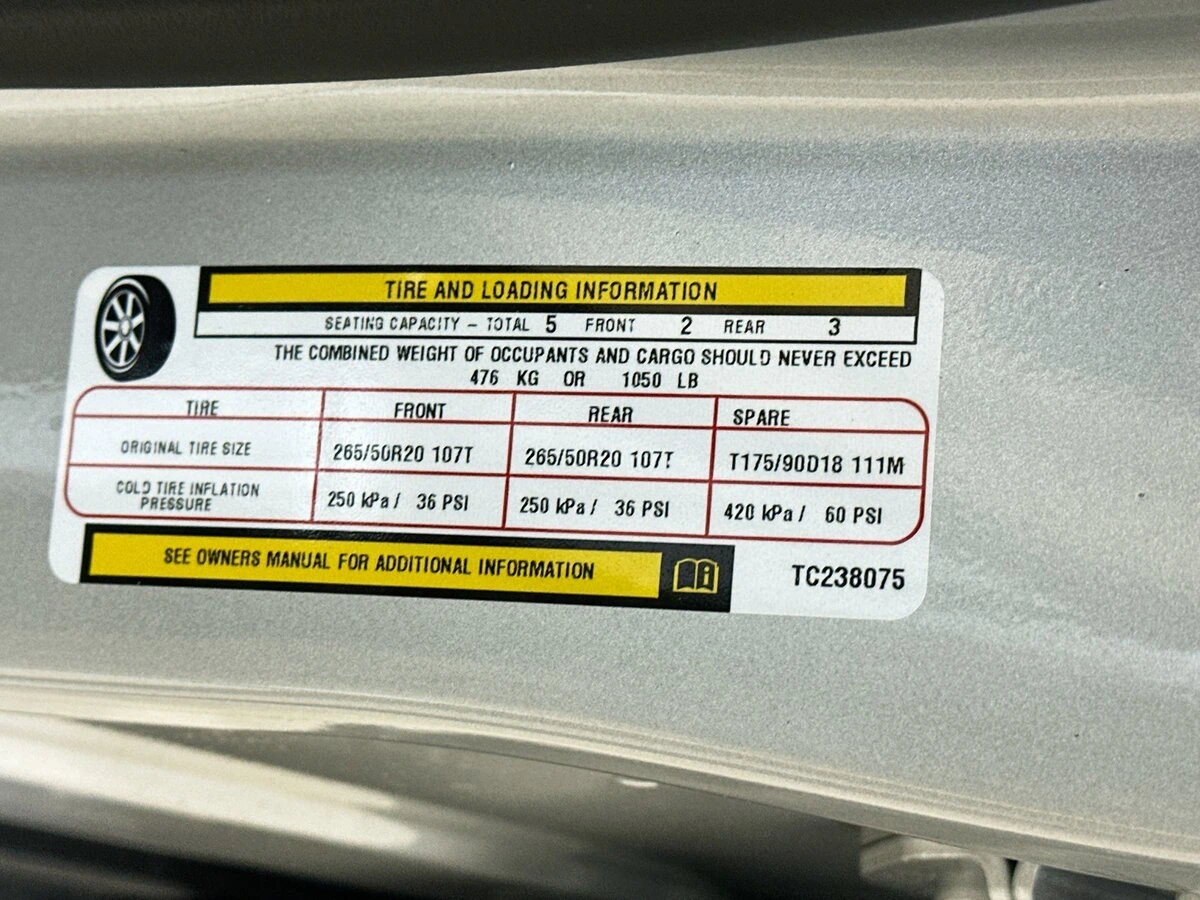 TIRE AND LOADING INFORMATION
SEATING CAPACITY – TOTAL 5 FRONT 2 REAR 3
THE COMBINED WEIGHT OF OCCUPANTS AND CARGO SHOULD NEVER EXCEED
476 KG OR 1050 LB
TIRE FRONT REAR SPARE
ORIGINAL TIRE SIZE 265/50R20 107T 265/50R20 107T T175/90D18 111M
COLD TIRE INFLATION
PRESSURE 250 kPa / 36 PSI 250 kPa / 36 PSI 420 kPa / 60 PSI
SEE OWNERS MANUAL FOR ADDITIONAL INFORMATION
TC238075